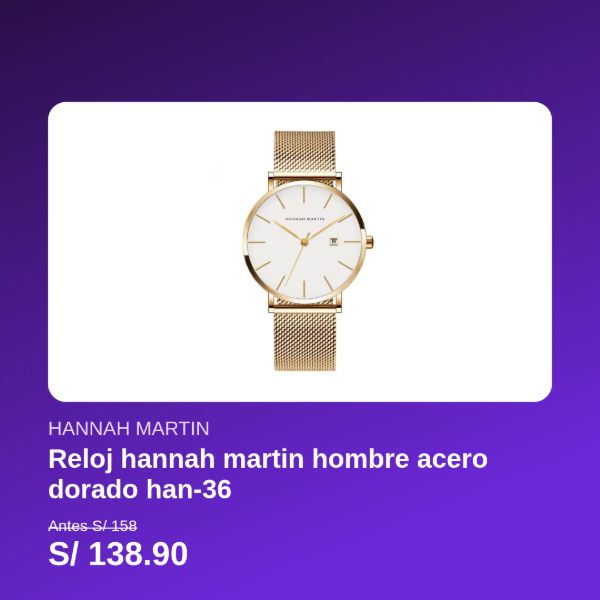 HANNAH MARTIN
HANNAH MARTIN
Reloj hannah martin hombre acero
dorado han-36
Antes S/ 158
S/ 138.90